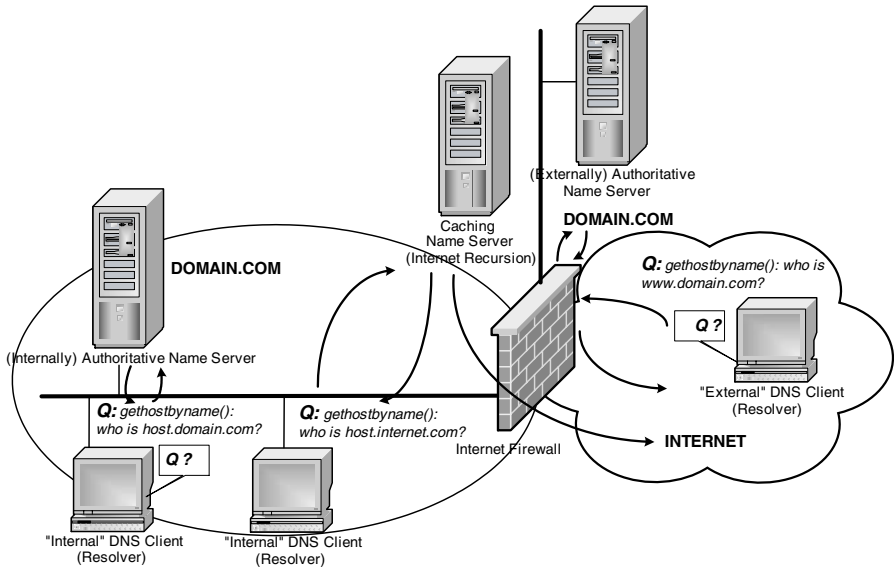 (Externally) Authoritative
Name Server
Caching
Name Server
(Internet Recursion)
DOMAIN.COM
DOMAIN.COM
Q: gethostbyname(): who is
www.domain.com?
Q ?
"External" DNS Client
(Resolver)
(Internally) Authoritative Name Server
Q: gethostbyname():
who is host.domain.com?
Q: gethostbyname():
who is host.internet.com?
Internet Firewall
INTERNET
Q ?
"Internal" DNS Client
(Resolver)
"Internal" DNS Client
(Resolver)